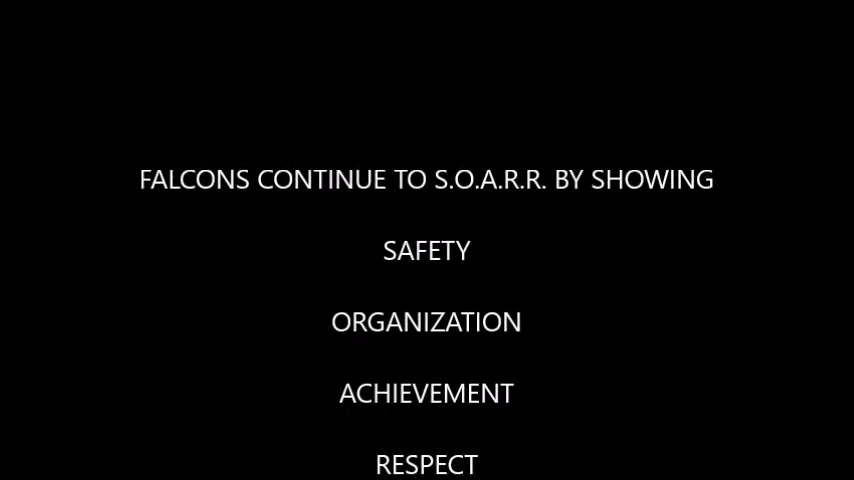 FALCONS CONTINUE TO S.O.A.R.R. BY SHOWING
SAFETY
ORGANIZATION
ACHIEVEMENT
RESPECT